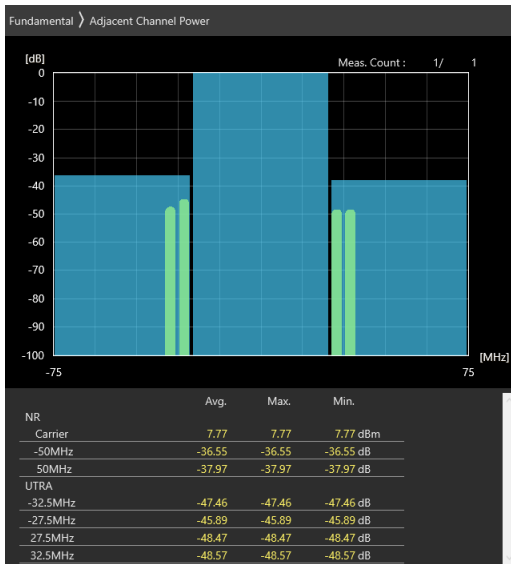 Fundamental 〉 Adjacent Channel Power
[dB] Meas. Count : 1/ 1
0
-10
-20
-30
-40
-50
-60
-70
-80
-90
-100 [MHz]
-75 75
Avg. Max. Min.
NR
Carrier 7.77 7.77 7.77 dBm
-50MHz -36.55 -36.55 -36.55 dB
50MHz -37.97 -37.97 -37.97 dB
UTRA
-32.5MHz -47.46 -47.46 -47.46 dB
-27.5MHz -45.89 -45.89 -45.89 dB
27.5MHz -48.47 -48.47 -48.47 dB
32.5MHz -48.57 -48.57 -48.57 dB